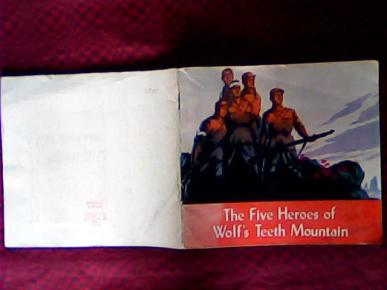 The Five Heroes of
Wolf's Teeth Mountain